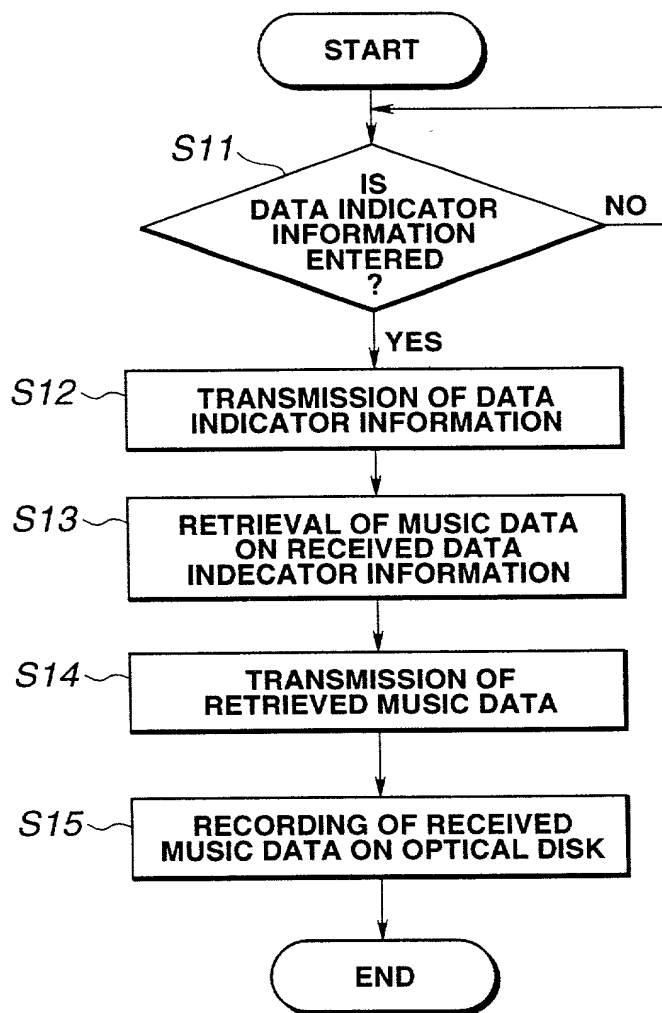 START
S11
IS
DATA INDICATOR
INFORMATION
ENTERED
?
NO
YES
S12
TRANSMISSION OF DATA
INDICATOR INFORMATION
S13
RETRIEVAL OF MUSIC DATA
ON RECEIVED DATA
INDECATOR INFORMATION
S14
TRANSMISSION OF
RETRIEVED MUSIC DATA
S15
RECORDING OF RECEIVED
MUSIC DATA ON OPTICAL DISK
END